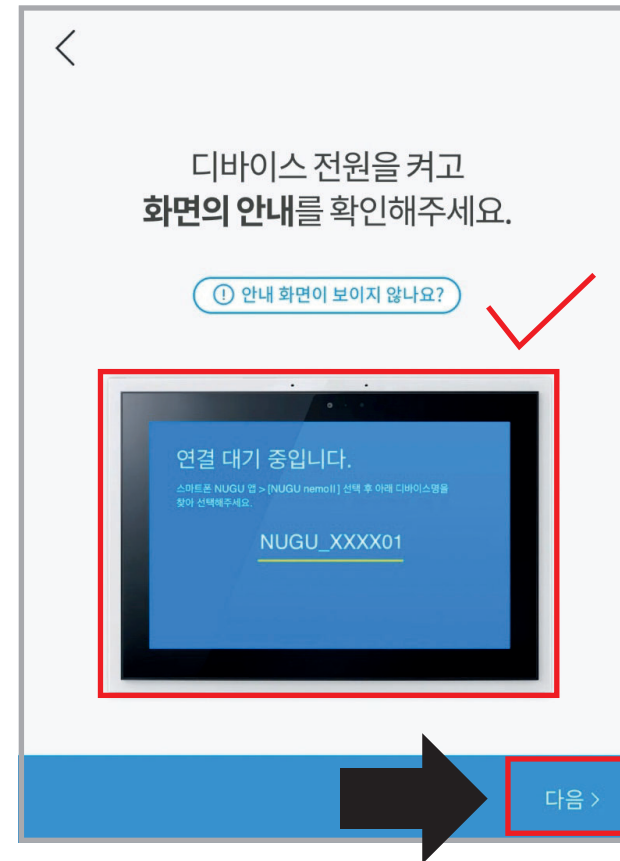 디바이스 전원을 켜고
화면의 안내를 확인해주세요.
안내 화면이 보이지 않나요?
연결 대기 중입니다.
스마트폰 NUGU 앱 > [NUGU nemoII] 선택 후 아래 디바이스명을
찾아 선택해주세요.
NUGU_XXXX01
다음 >